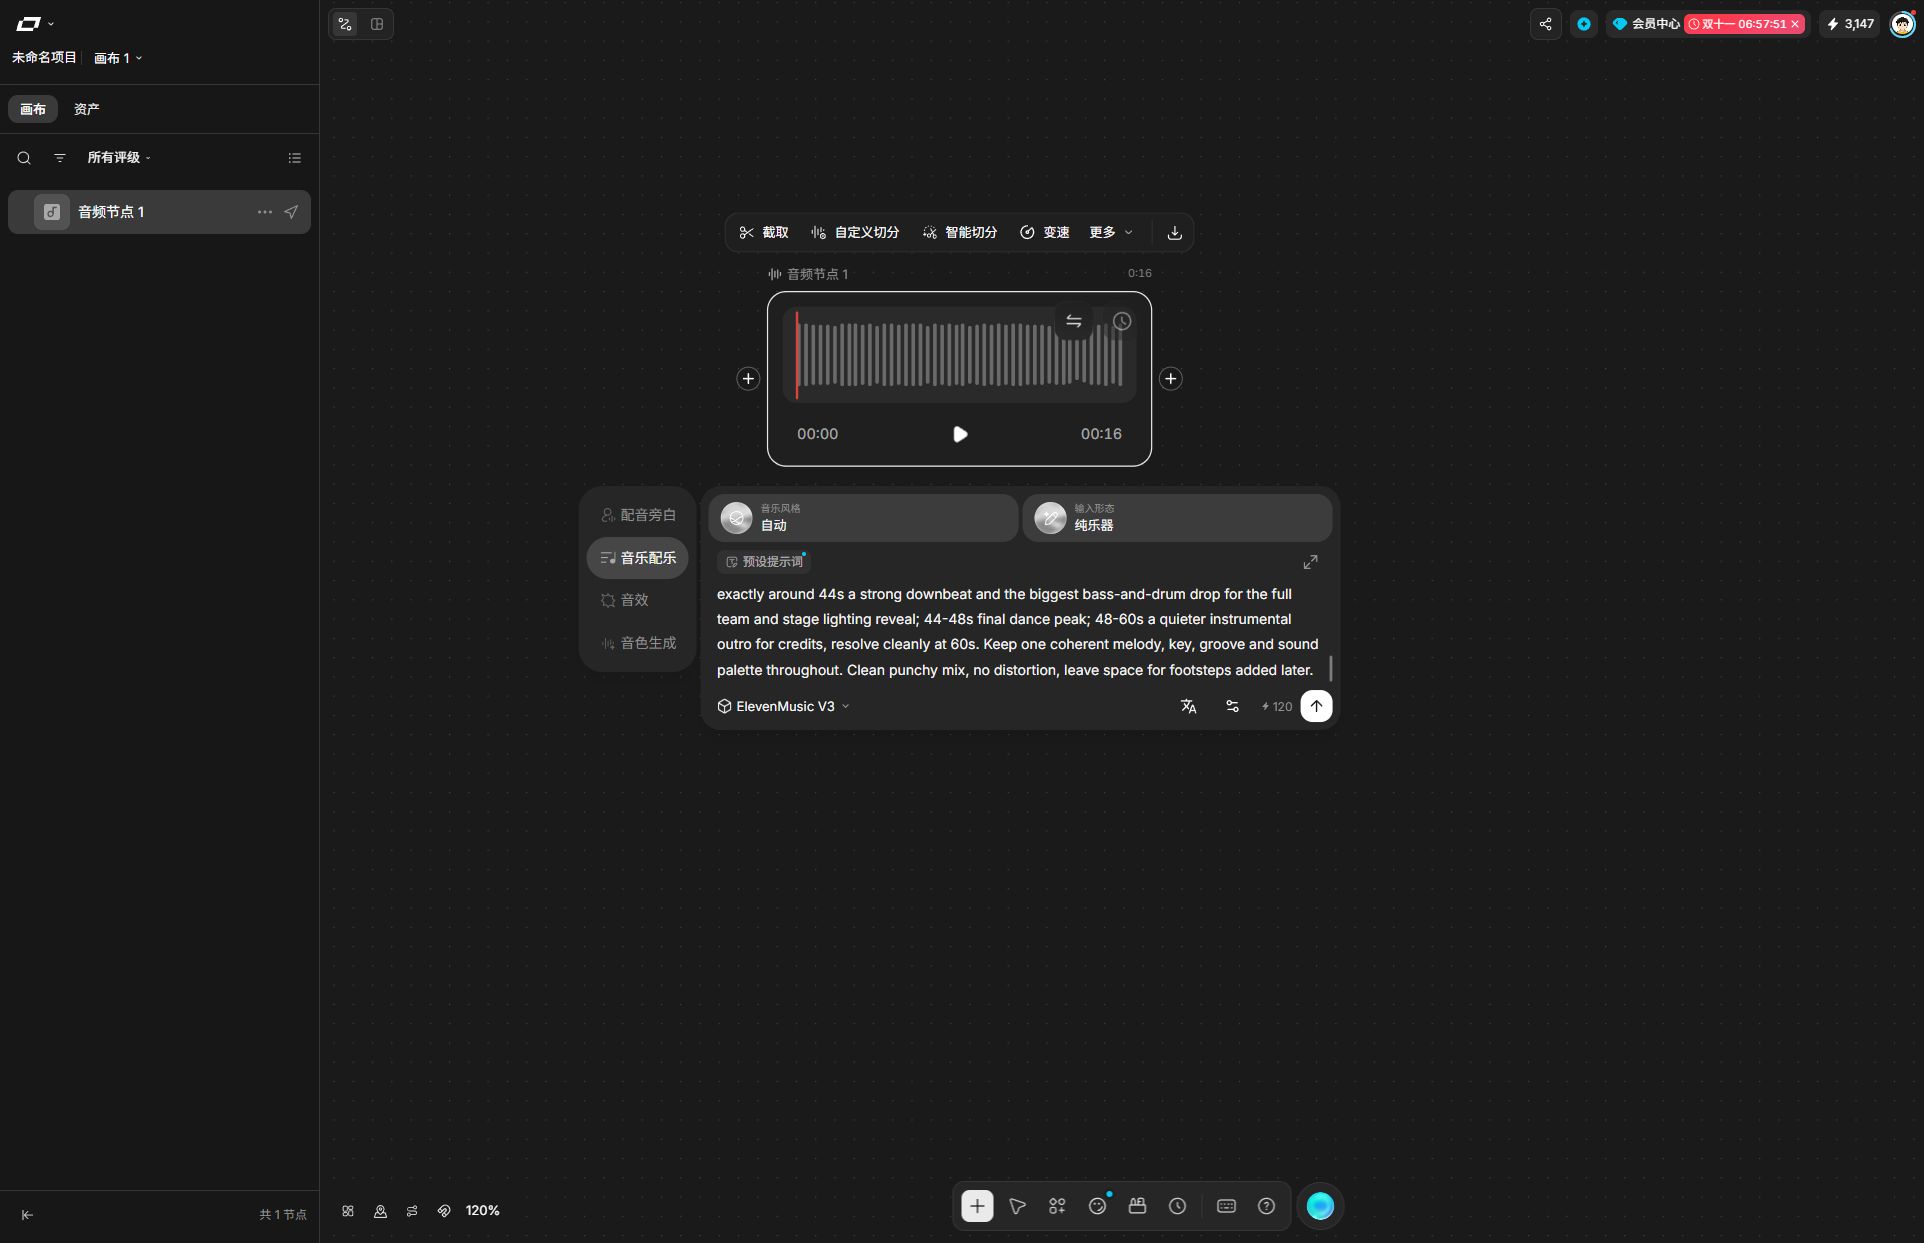 未命名项目
画布 1
会员中心
双十一 06:57:51
3,147
画布
资产
所有评级
音频节点 1
截取
自定义切分
智能切分
变速
更多
音频节点 1
0:16
00:00
00:16
配音旁白
音乐配乐
音效
音色生成
音乐风格
自动
输入形态
纯乐器
预设提示词
exactly around 44s a strong downbeat and the biggest bass-and-drum drop for the full
team and stage lighting reveal; 44-48s final dance peak; 48-60s a quieter instrumental
outro for credits, resolve cleanly at 60s. Keep one coherent melody, key, groove and sound
palette throughout. Clean punchy mix, no distortion, leave space for footsteps added later.
ElevenMusic V3
120
共 1 节点
120%